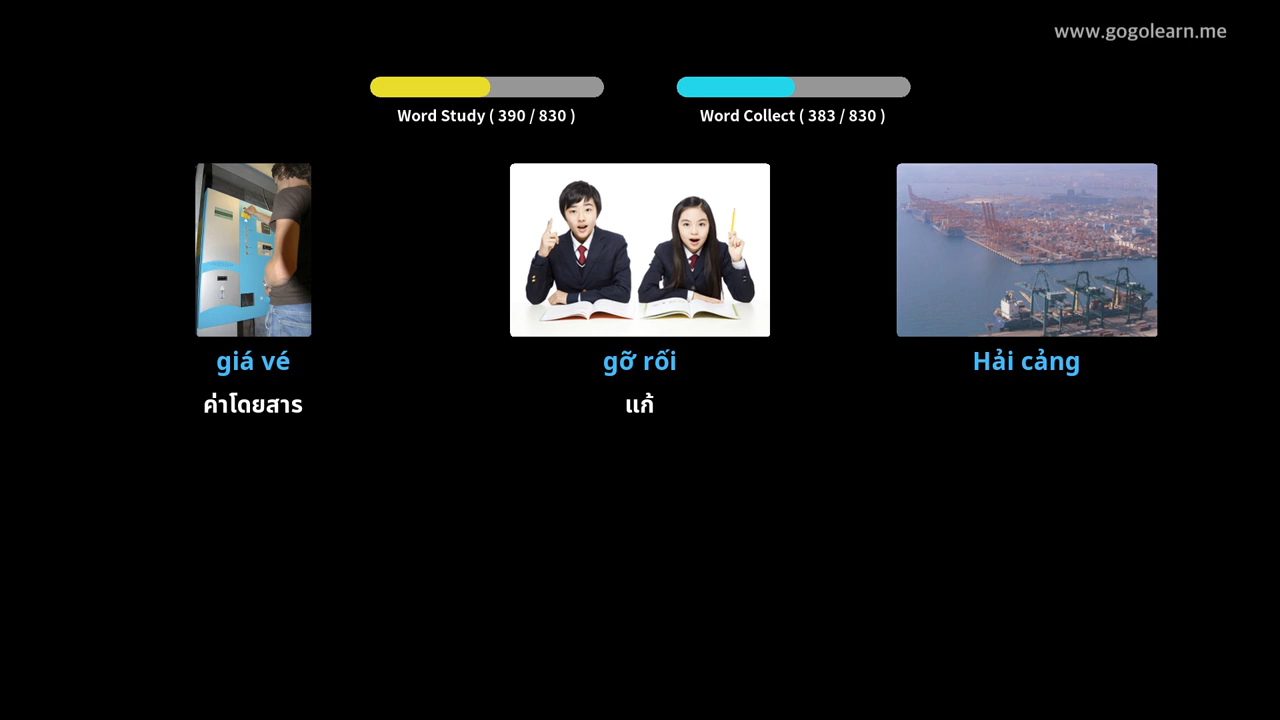 www.gogolearn.me
Word Study ( 390 / 830 )
Word Collect ( 383 / 830 )
giá vé
gỡ rối
Hải cảng
ค่าโดยสาร
แก้